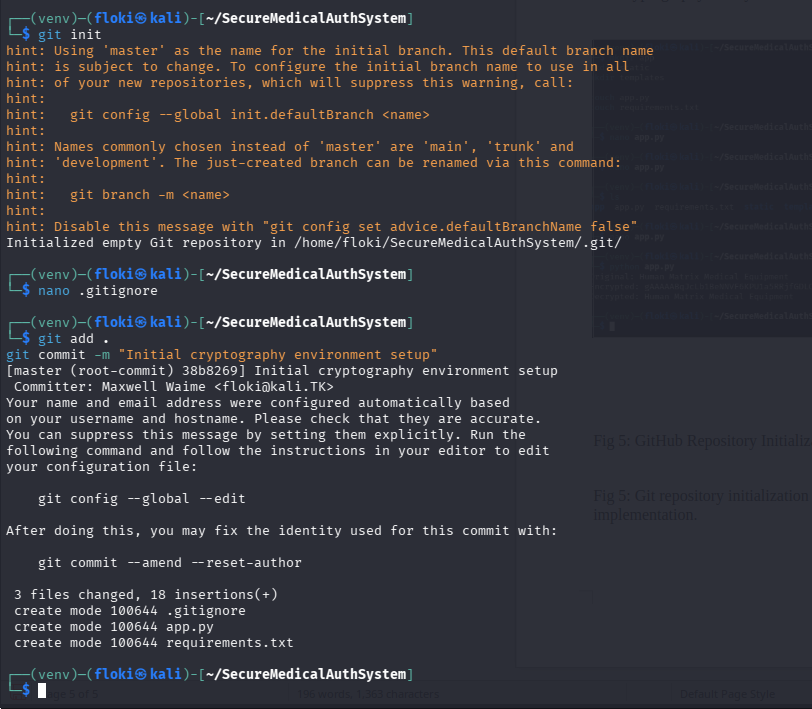 ┌──(venv)─(floki㉿kali)-[~/SecureMedicalAuthSystem]
└─$ git init
hint: Using 'master' as the name for the initial branch. This default branch name
hint: is subject to change. To configure the initial branch name to use in all
hint: of your new repositories, which will suppress this warning, call:
hint:
hint:   git config --global init.defaultBranch <name>
hint:
hint: Names commonly chosen instead of 'master' are 'main', 'trunk' and
hint: 'development'. The just-created branch can be renamed via this command:
hint:
hint:   git branch -m <name>
hint:
hint: Disable this message with "git config set advice.defaultBranchName false"
Initialized empty Git repository in /home/floki/SecureMedicalAuthSystem/.git/
┌──(venv)─(floki㉿kali)-[~/SecureMedicalAuthSystem]
└─$ nano .gitignore
┌──(venv)─(floki㉿kali)-[~/SecureMedicalAuthSystem]
└─$ git add .
git commit -m "Initial cryptography environment setup"
[master (root-commit) 38b8269] Initial cryptography environment setup
 Committer: Maxwell Waime <floki@kali.TK>
Your name and email address were configured automatically based
on your username and hostname. Please check that they are accurate.
You can suppress this message by setting them explicitly. Run the
following command and follow the instructions in your editor to edit
your configuration file:
    git config --global --edit
After doing this, you may fix the identity used for this commit with:
    git commit --amend --reset-author
 3 files changed, 18 insertions(+)
 create mode 100644 .gitignore
 create mode 100644 app.py
 create mode 100644 requirements.txt
┌──(venv)─(floki㉿kali)-[~/SecureMedicalAuthSystem]
└─$
Fig 5: GitHub Repository Initializ
Fig 5: Git repository initialization
implementation.
age 5 of 5
196 words, 1,361 characters
Default Page Style